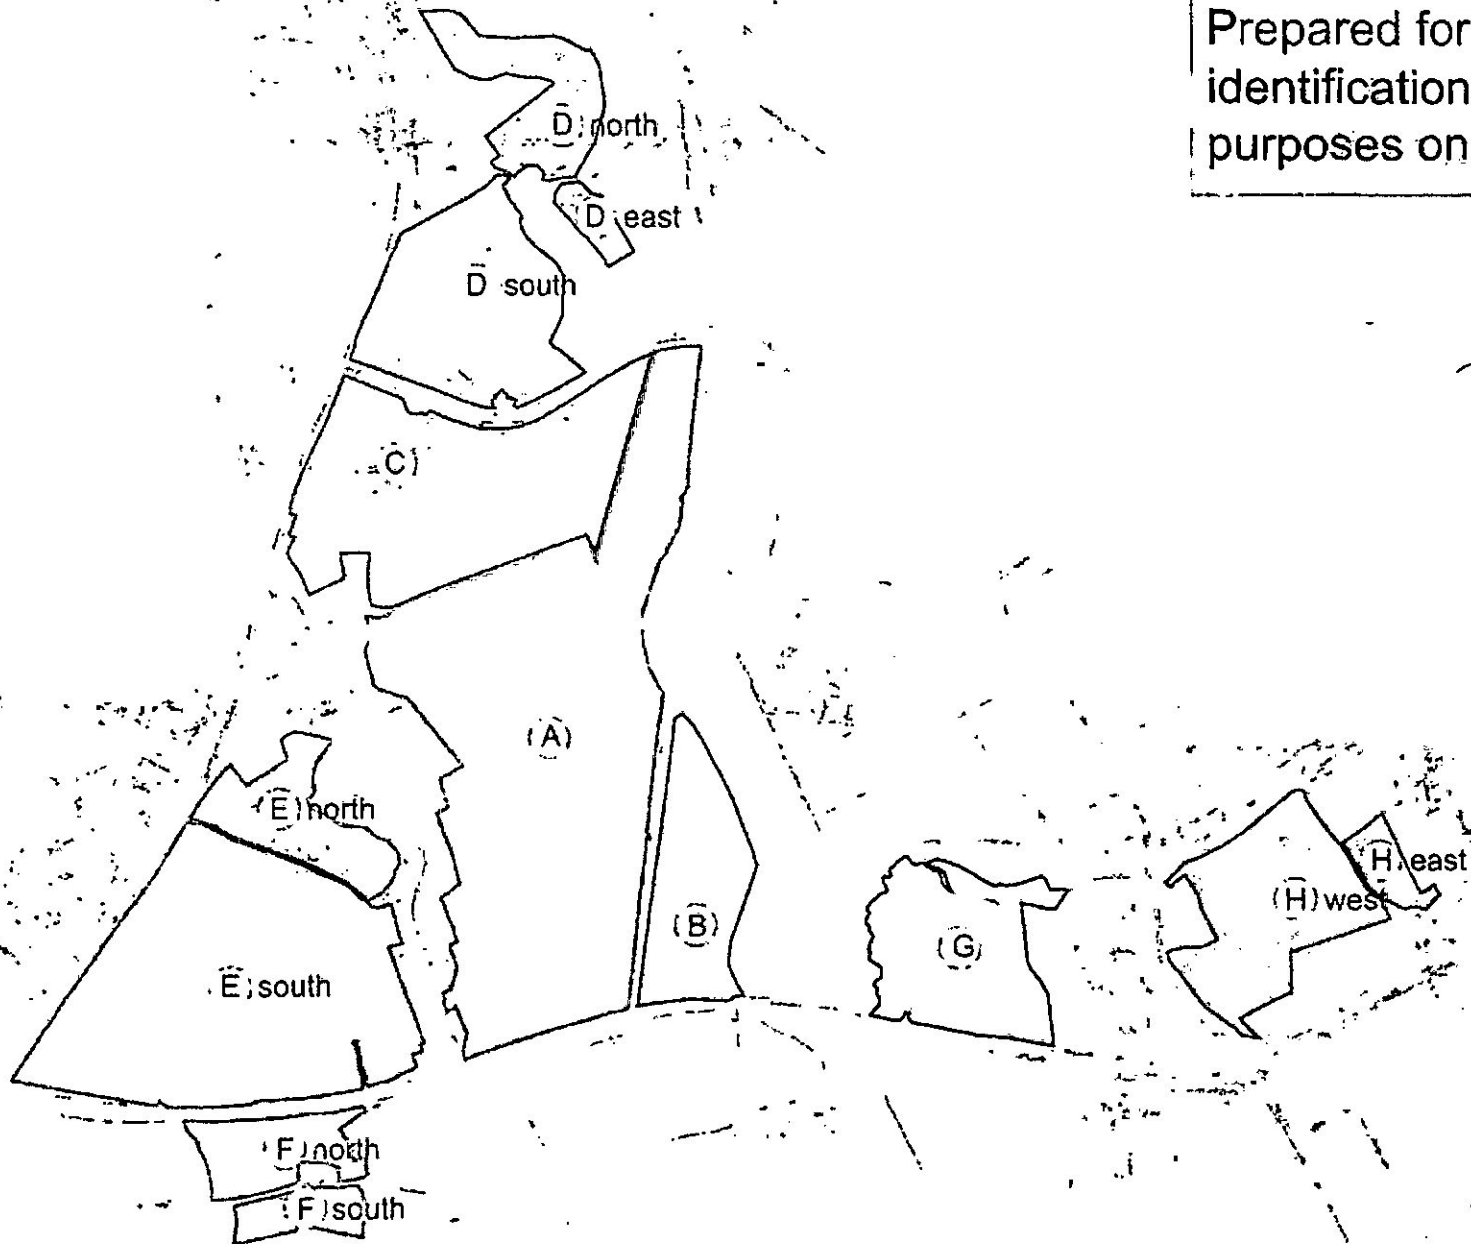 Prepared for
identification
purposes on
D north
D east
D south
C
A
E north
H east
H west
B
G
E south
F north
F south